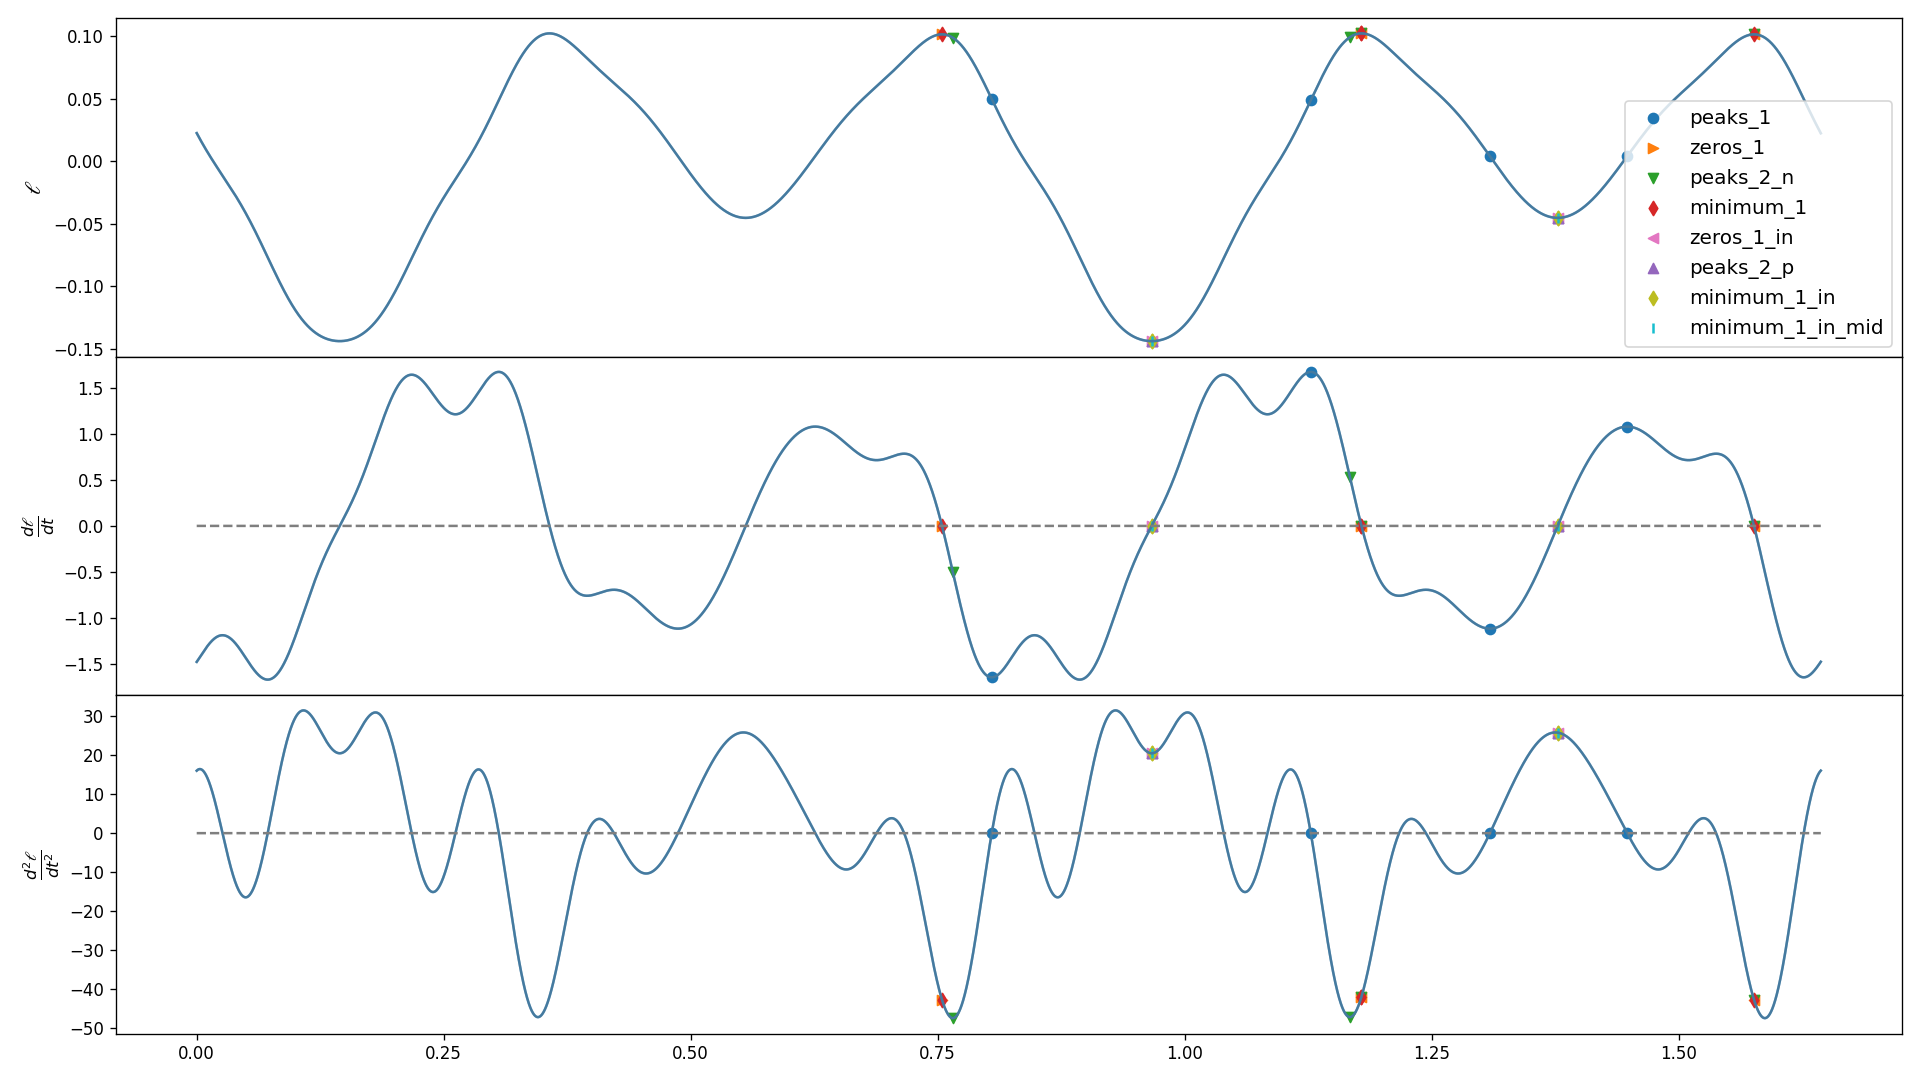 0.10
0.05
0.00
−0.05
−0.10
−0.15
ℓ
peaks_1
zeros_1
peaks_2_n
minimum_1
zeros_1_in
peaks_2_p
minimum_1_in
minimum_1_in_mid
1.5
1.0
0.5
0.0
−0.5
−1.0
−1.5
dℓ/dt
30
20
10
0
−10
−20
−30
−40
−50
d²ℓ/dt²
0.00 0.25 0.50 0.75 1.00 1.25 1.50